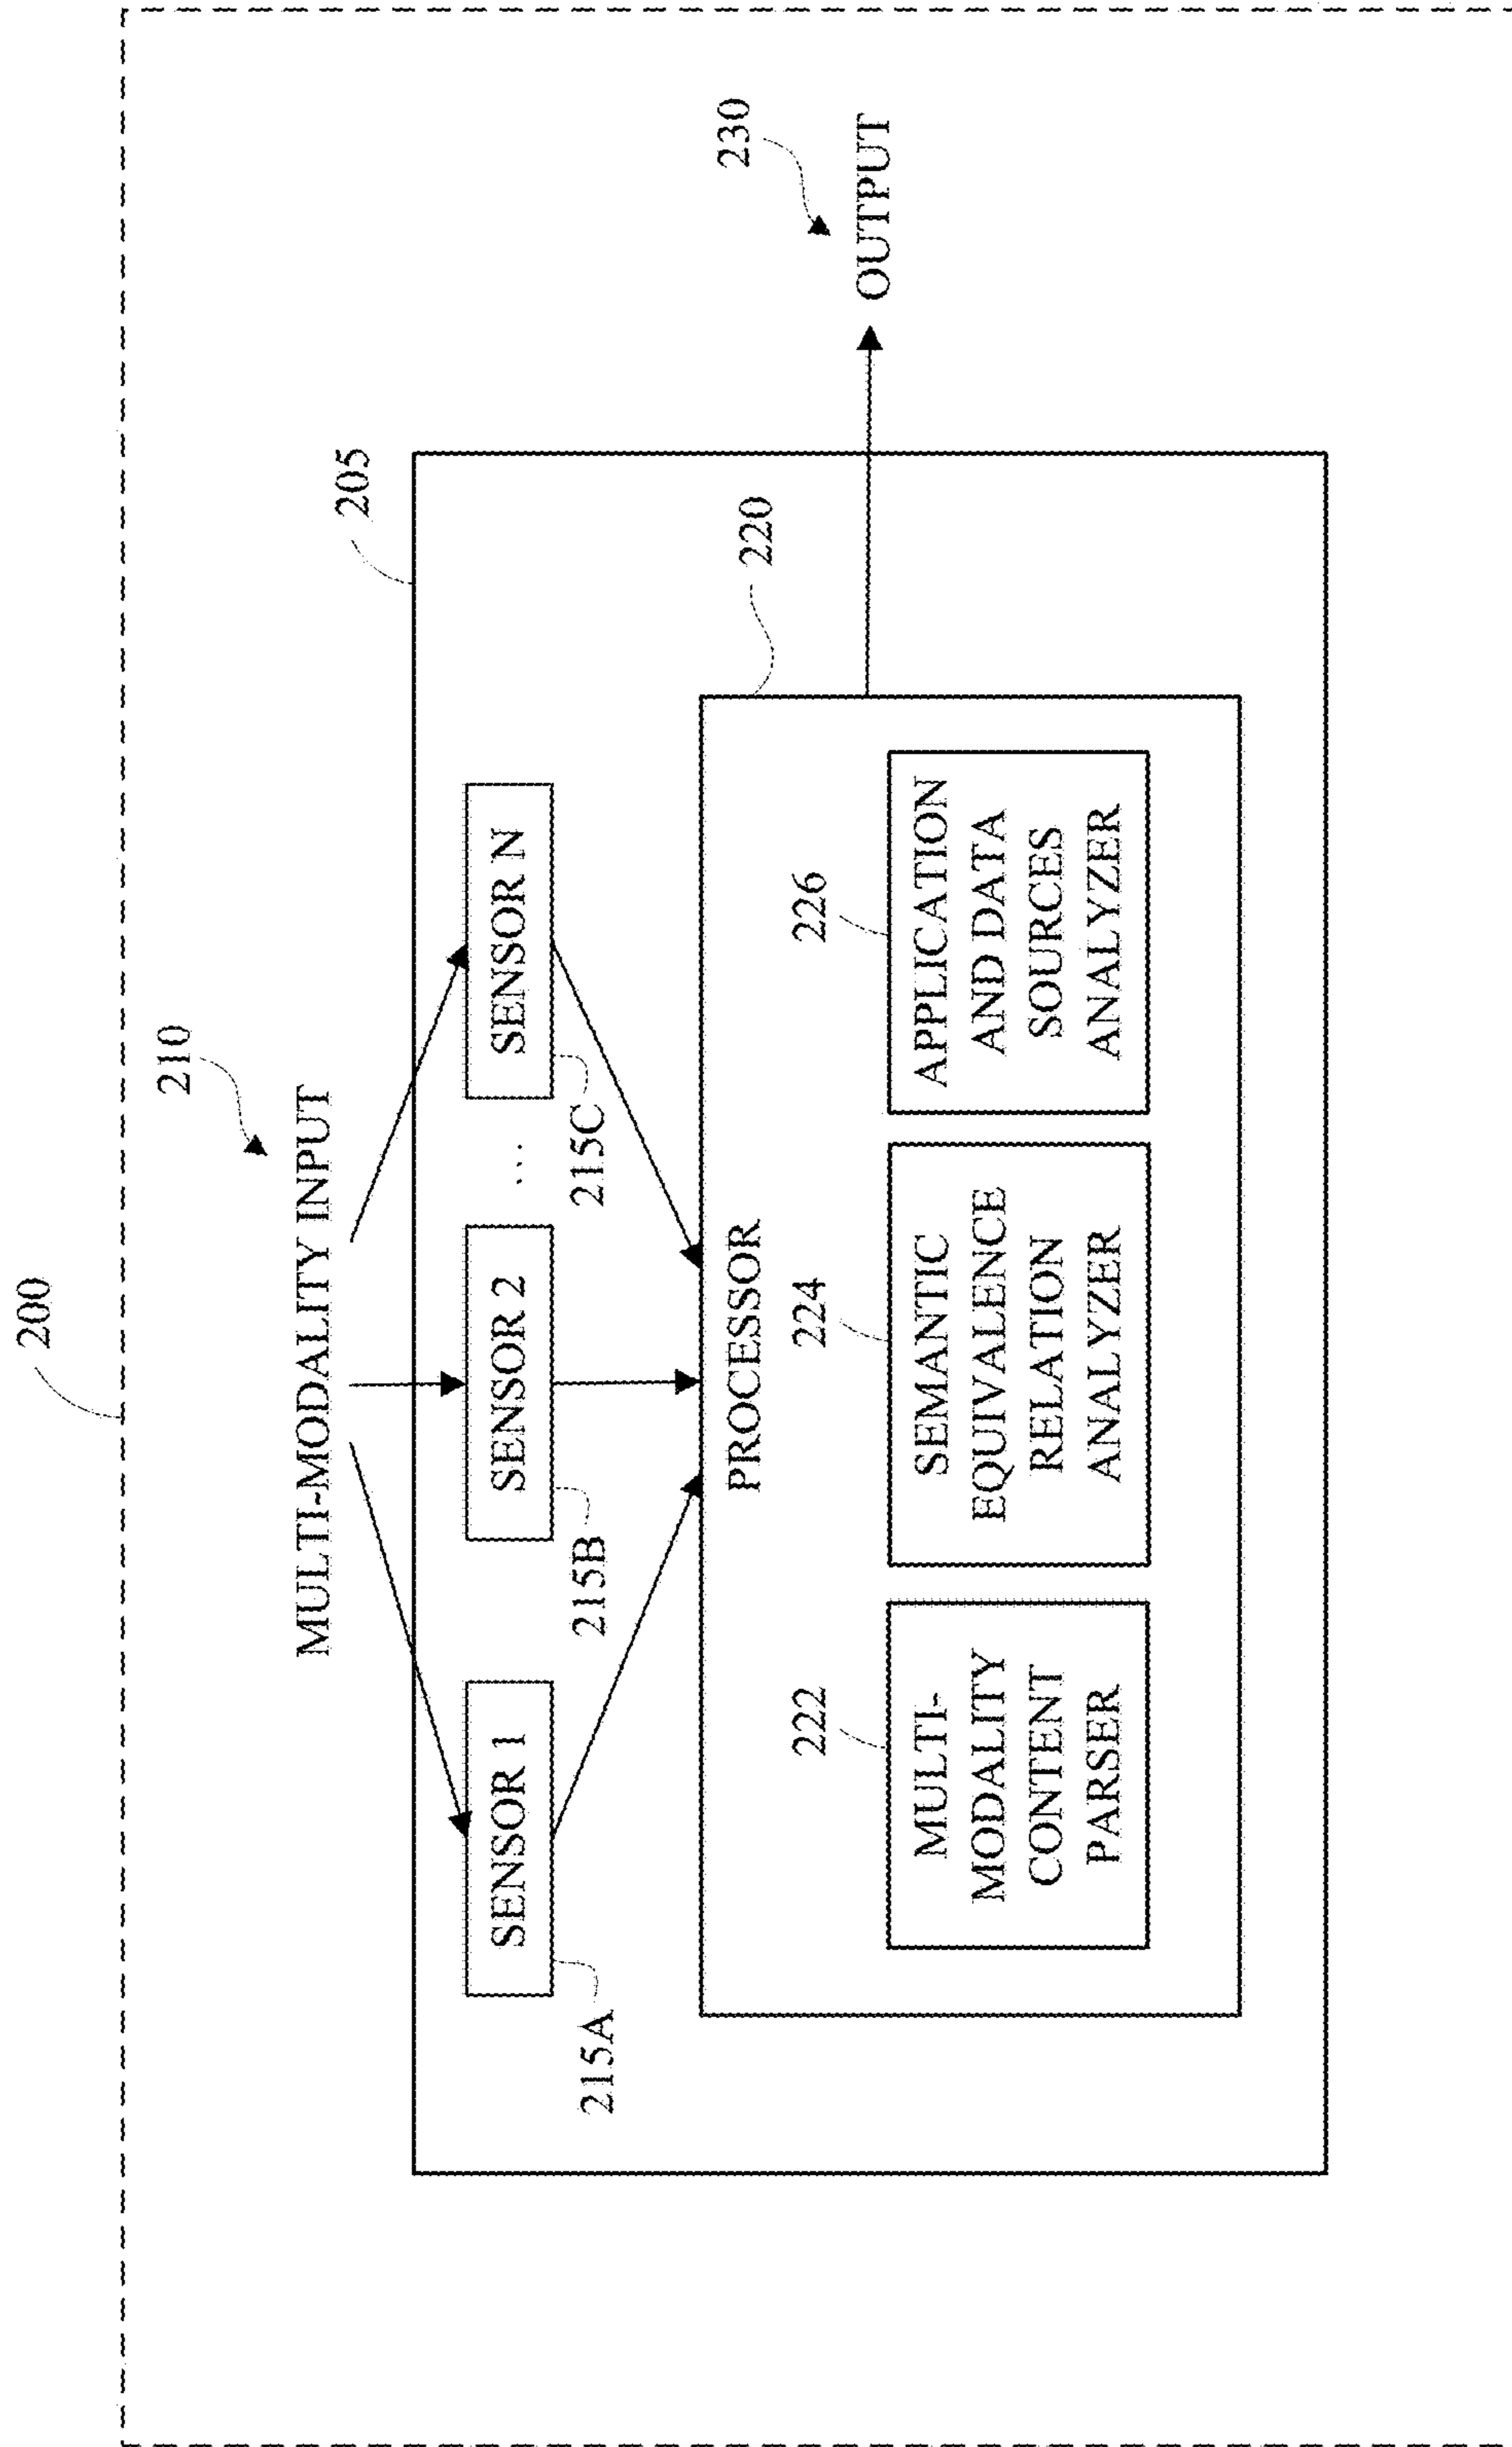 200
210
MULTI-MODALITY INPUT
205
SENSOR 1
SENSOR 2
...
SENSOR N
215A
215B
215C
220
PROCESSOR
222
224
226
MULTI-
MODALITY
CONTENT
PARSER
SEMANTIC
EQUIVALENCE
RELATION
ANALYZER
APPLICATION
AND DATA
SOURCES
ANALYZER
230
OUTPUT